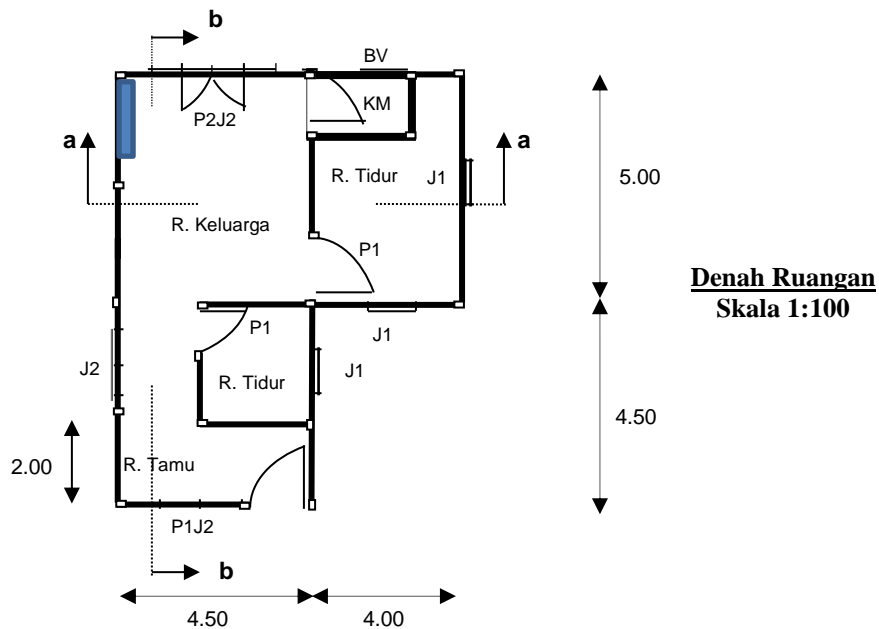 b
BV
KM
P2J2
a
a
R. Tidur
J1
5.00
R. Keluarga
P1
Denah Ruangan
Skala 1:100
P1
J1
J2
R. Tidur
J1
4.50
2.00
R. Tamu
P1J2
b
4.50
4.00